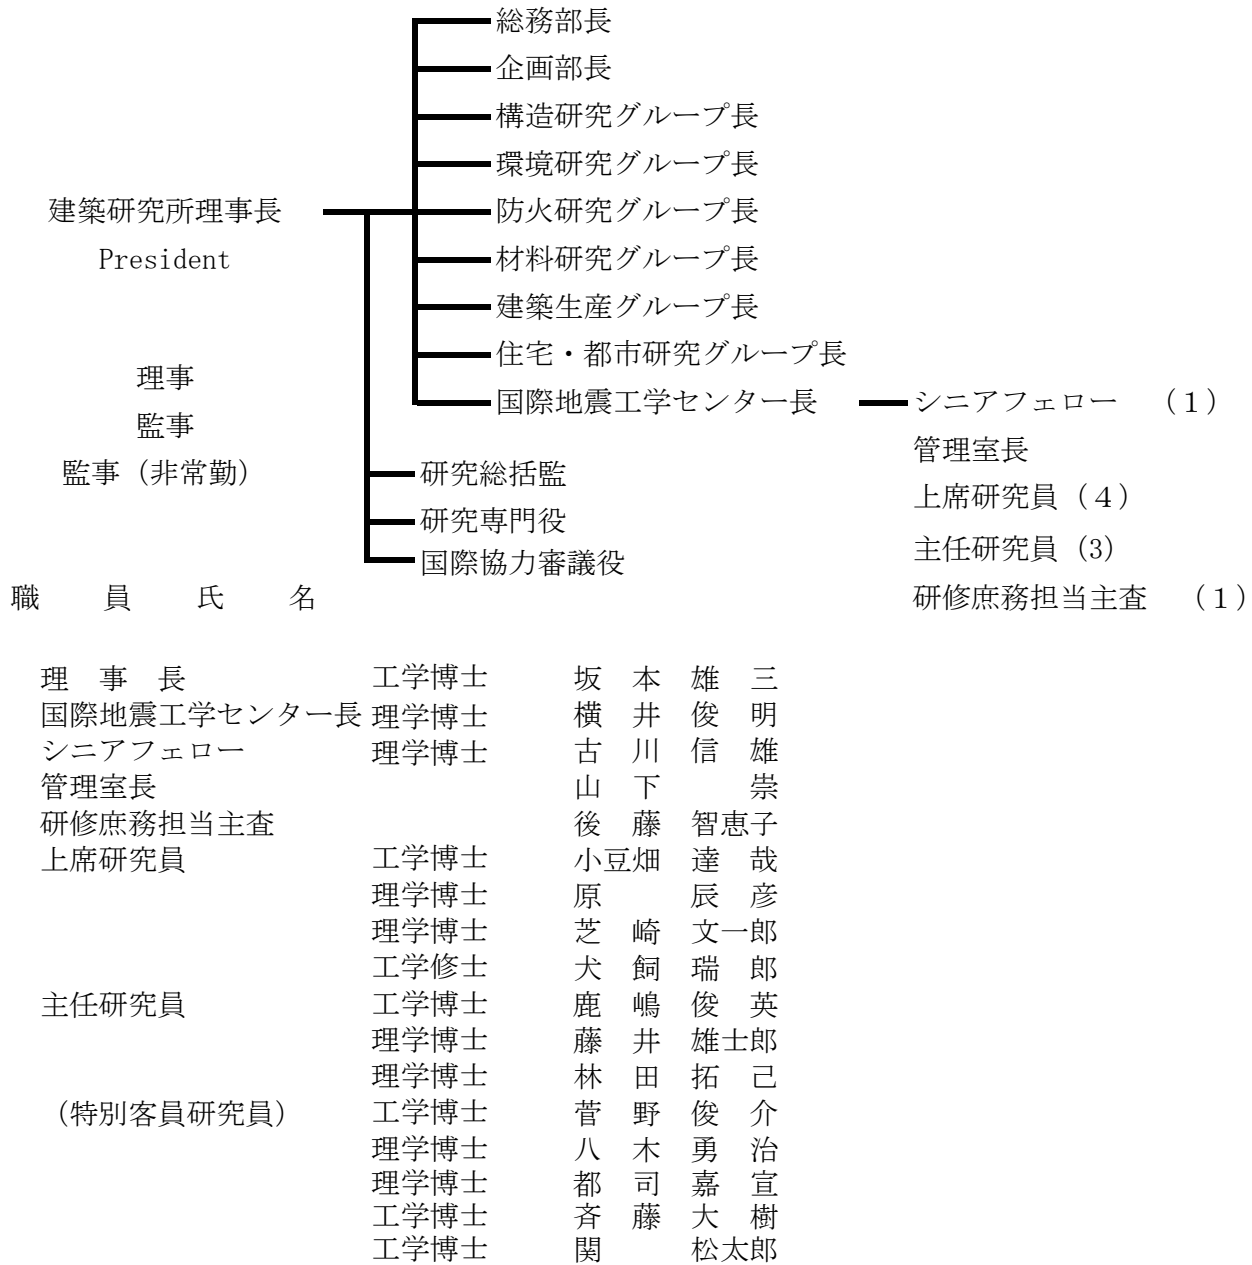 総務部長
企画部長
構造研究グループ長
環境研究グループ長
建築研究所理事長 防火研究グループ長
President 材料研究グループ長
建築生産グループ長
住宅・都市研究グループ長
理事
国際地震工学センター長 シニアフェロー （１）
監事
管理室長
監事（非常勤） 研究総括監
上席研究員（４）
研究専門役
主任研究員（3）
国際協力審議役
職 員 氏 名 研修庶務担当主査 （１）
理 事 長 工学博士 坂 本 雄 三
国際地震工学センター長 理学博士 横 井 俊 明
シニアフェロー 理学博士 古 川 信 雄
管理室長 山 下 崇
研修庶務担当主査 後 藤 智恵子
上席研究員 工学博士 小豆畑 達 哉
理学博士 原 辰 彦
理学博士 芝 崎 文一郎
工学修士 犬 飼 瑞 郎
主任研究員 工学博士 鹿 嶋 俊 英
理学博士 藤 井 雄士郎
理学博士 林 田 拓 己
（特別客員研究員） 工学博士 菅 野 俊 介
理学博士 八 木 勇 治
理学博士 都 司 嘉 宣
工学博士 斉 藤 大 樹
工学博士 関 松太郎